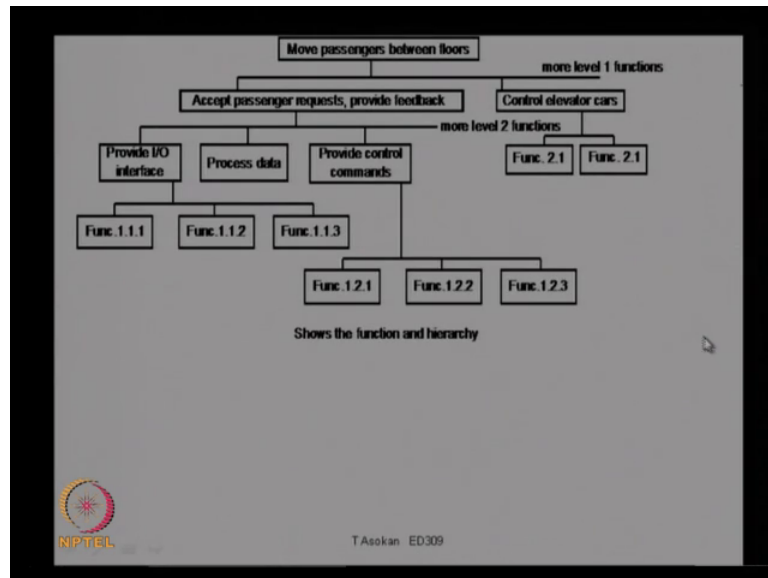 Move passengers between floors
more level 1 functions
Accept passenger requests, provide feedback
Control elevator cars
more level 2 functions
Provide I/O
interface
Process data
Provide control
commands
Func. 2.1
Func. 2.1
Func.1.1.1
Func.1.1.2
Func.1.1.3
Func.1.2.1
Func.1.2.2
Func.1.2.3
Shows the function and hierarchy
NPTEL
T Asokan ED309